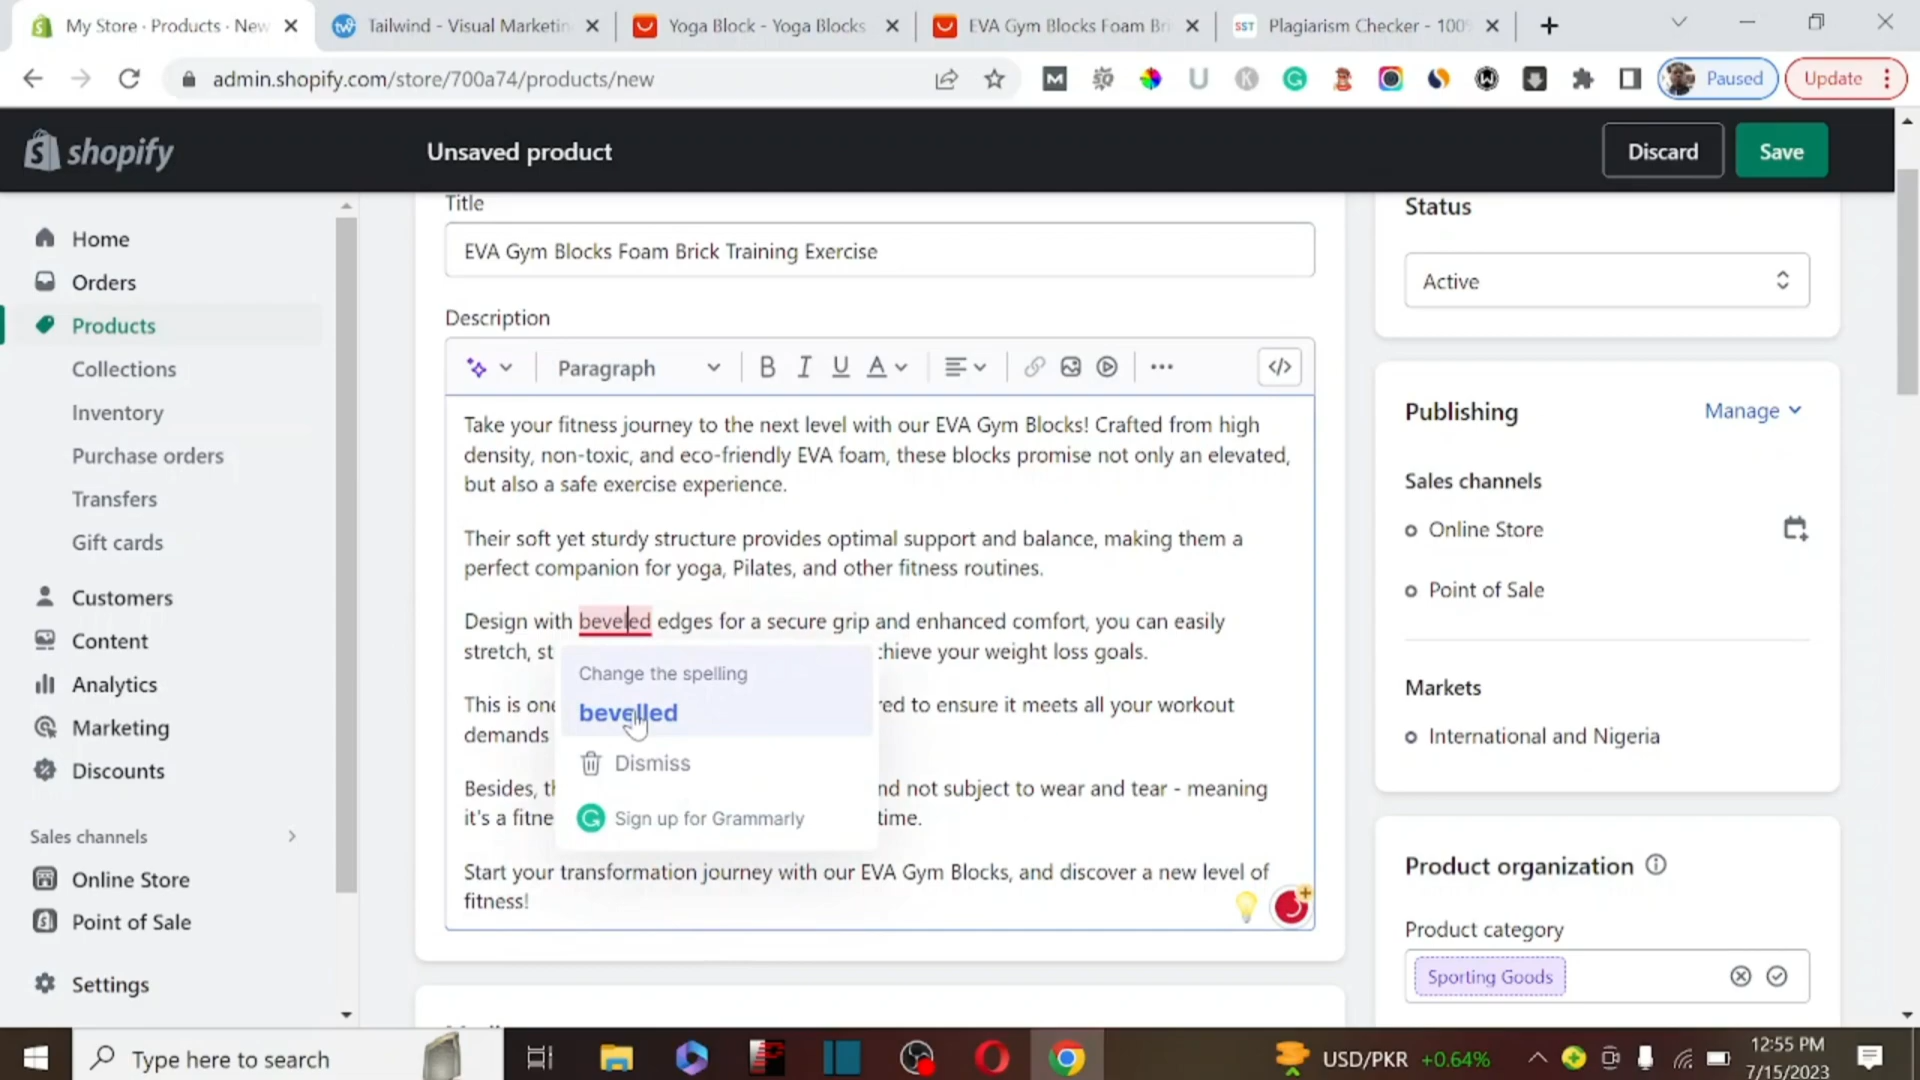 My Store · Products · New
Tailwind - Visual Marketin
Yoga Block - Yoga Blocks
EVA Gym Blocks Foam Bri
SST
Plagiarism Checker - 100
admin.shopify.com/store/700a74/products/new
Paused
Update
shopify
Unsaved product
Discard
Save
Home
Orders
Products
Collections
Inventory
Purchase orders
Transfers
Gift cards
Customers
Content
Analytics
Marketing
Discounts
Sales channels
Online Store
Point of Sale
Settings
Title
EVA Gym Blocks Foam Brick Training Exercise
Description
Paragraph
Take your fitness journey to the next level with our EVA Gym Blocks! Crafted from high
density, non-toxic, and eco-friendly EVA foam, these blocks promise not only an elevated,
but also a safe exercise experience.
Their soft yet sturdy structure provides optimal support and balance, making them a
perfect companion for yoga, Pilates, and other fitness routines.
Design with beveled edges for a secure grip and enhanced comfort, you can easily
stretch, st chieve your weight loss goals.
This is one red to ensure it meets all your workout
demands
Besides, th nd not subject to wear and tear - meaning
it's a fitne time.
Start your transformation journey with our EVA Gym Blocks, and discover a new level of
fitness!
Change the spelling
bevelled
Dismiss
Sign up for Grammarly
Status
Active
Publishing
Manage
Sales channels
Online Store
Point of Sale
Markets
International and Nigeria
Product organization
Product category
Sporting Goods
Type here to search
USD/PKR +0.64%
12:55 PM
7/15/2023